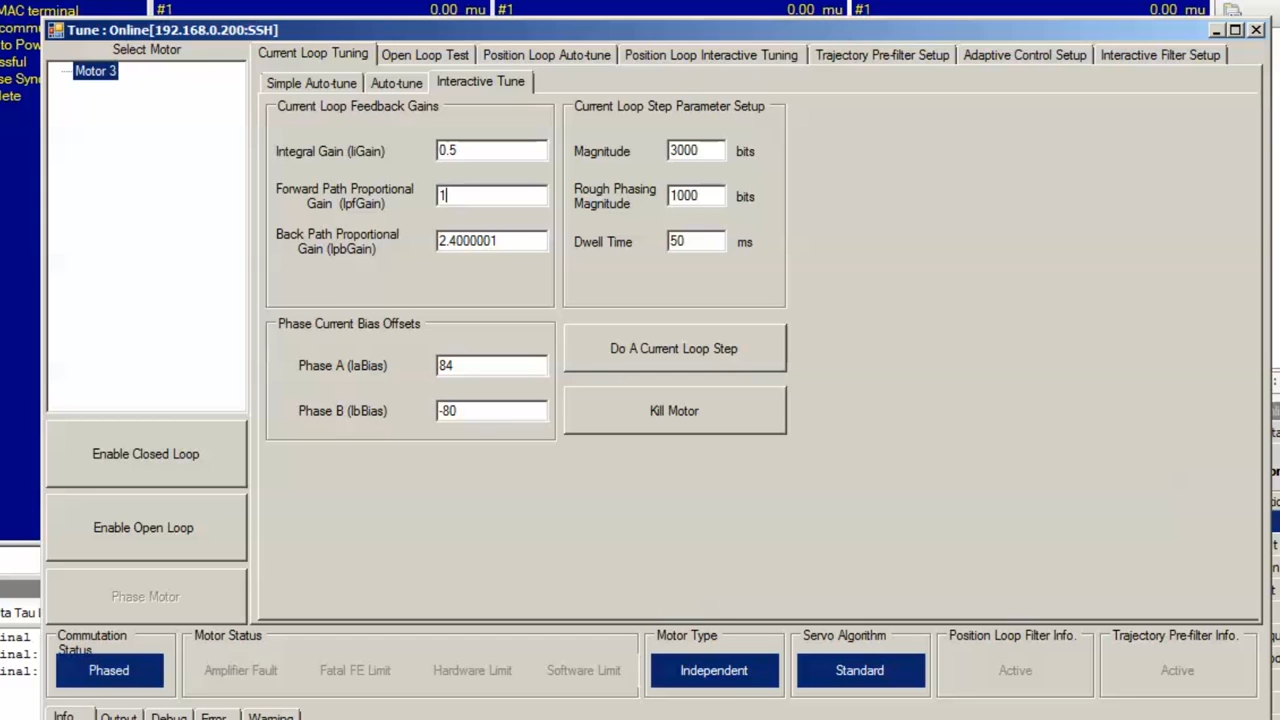 MAC terminal
#1 0.00 mu #1 0.00 mu #1 0.00 mu
Tune : Online[192.168.0.200:SSH]
Select Motor
Motor 3
Current Loop Tuning Open Loop Test Position Loop Auto-tune Position Loop Interactive Tuning Trajectory Pre-filter Setup Adaptive Control Setup Interactive Filter Setup
Simple Auto-tune Auto-tune Interactive Tune
Current Loop Feedback Gains
Integral Gain (IiGain) 0.5
Forward Path Proportional
Gain (IpfGain) 1
Back Path Proportional
Gain (IpbGain) 2.4000001
Current Loop Step Parameter Setup
Magnitude 3000 bits
Rough Phasing
Magnitude 1000 bits
Dwell Time 50 ms
Phase Current Bias Offsets
Phase A (IaBias) 84
Phase B (IbBias) -80
Do A Current Loop Step
Kill Motor
Enable Closed Loop
Enable Open Loop
Phase Motor
Commutation
Status
Phased
Motor Status
Amplifier Fault Fatal FE Limit Hardware Limit Software Limit
Motor Type
Independent
Servo Algorithm
Standard
Position Loop Filter Info.
Active
Trajectory Pre-filter Info.
Active
Info Output Debug Error Warning